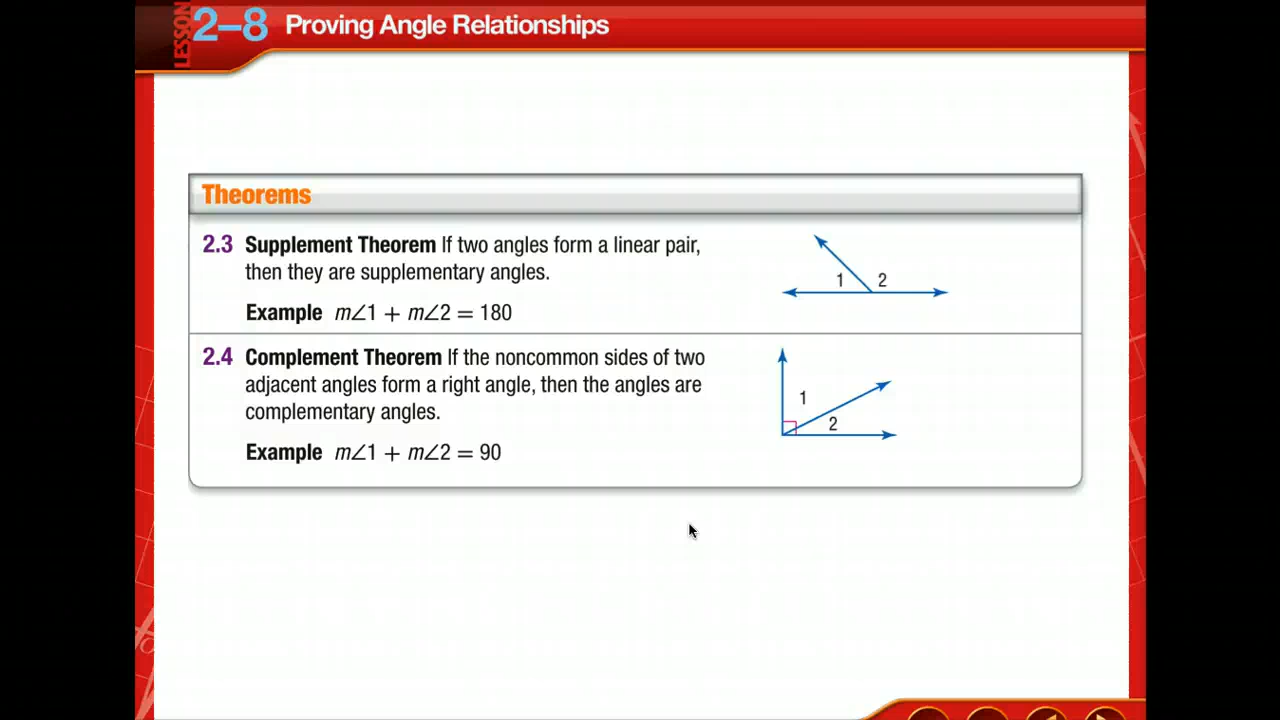 LESSON 2–8 Proving Angle Relationships
Theorems
2.3 Supplement Theorem If two angles form a linear pair,
then they are supplementary angles.
Example m∠1 + m∠2 = 180
1 2
2.4 Complement Theorem If the noncommon sides of two
adjacent angles form a right angle, then the angles are
complementary angles.
Example m∠1 + m∠2 = 90
1
2